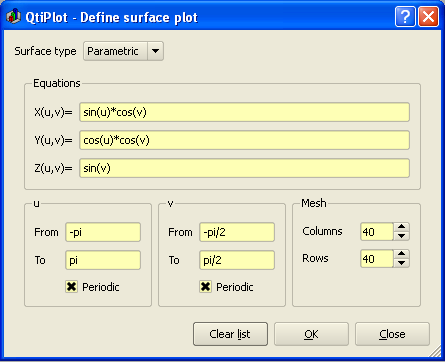 QtiPlot - Define surface plot
Surface type Parametric
Equations
X(u,v)= sin(u)*cos(v)
Y(u,v)= cos(u)*cos(v)
Z(u,v)= sin(v)
u
From -pi
To pi
Periodic
v
From -pi/2
To pi/2
Periodic
Mesh
Columns 40
Rows 40
Clear list OK Close